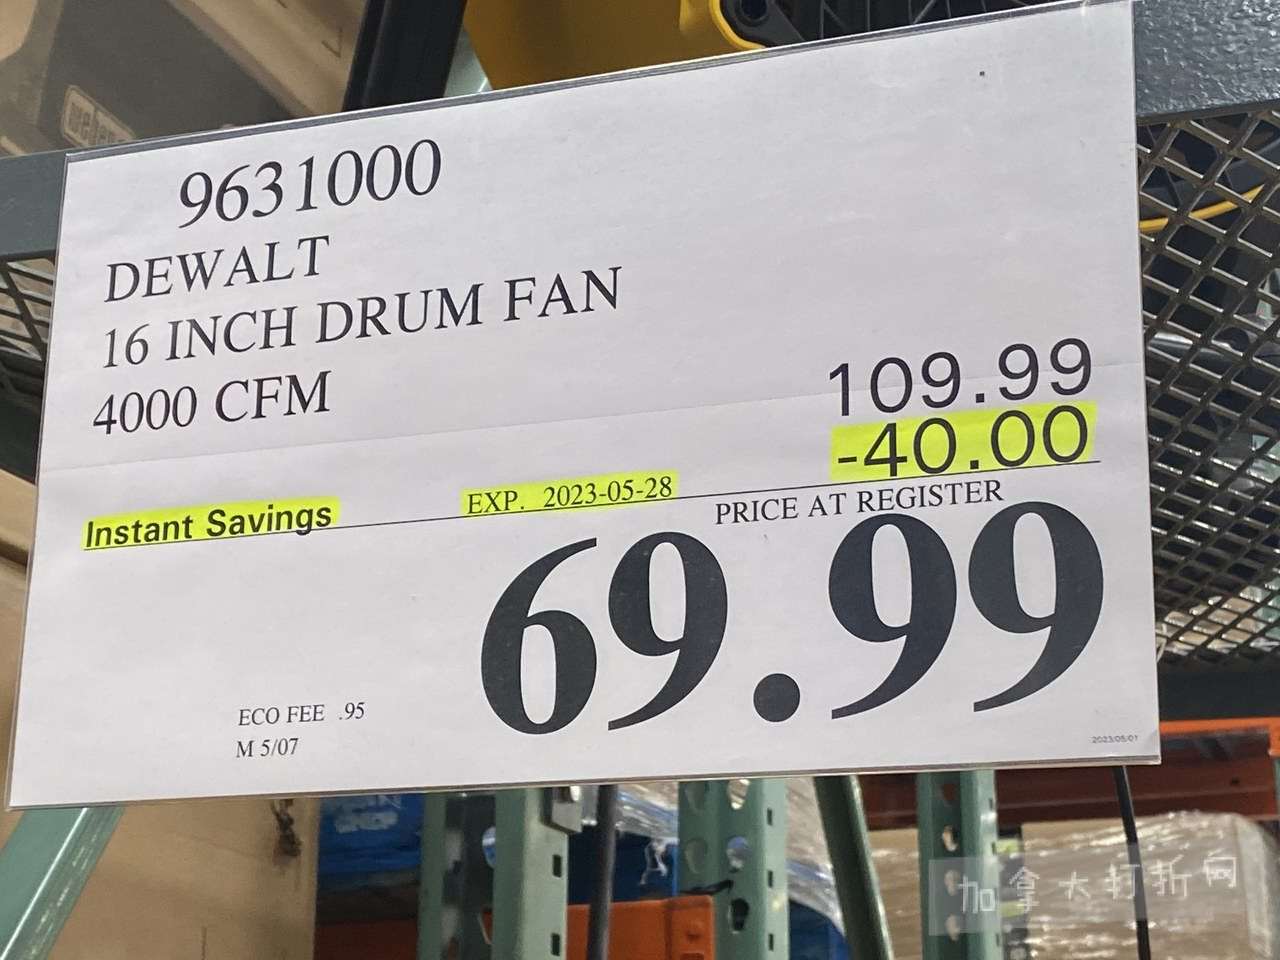 9631000
DEWALT
16 INCH DRUM FAN
4000 CFM
109.99
-40.00
Instant Savings
EXP. 2023-05-28
PRICE AT REGISTER
69.99
ECO FEE .95
M 5/07
2023/05/01
加拿大打折网